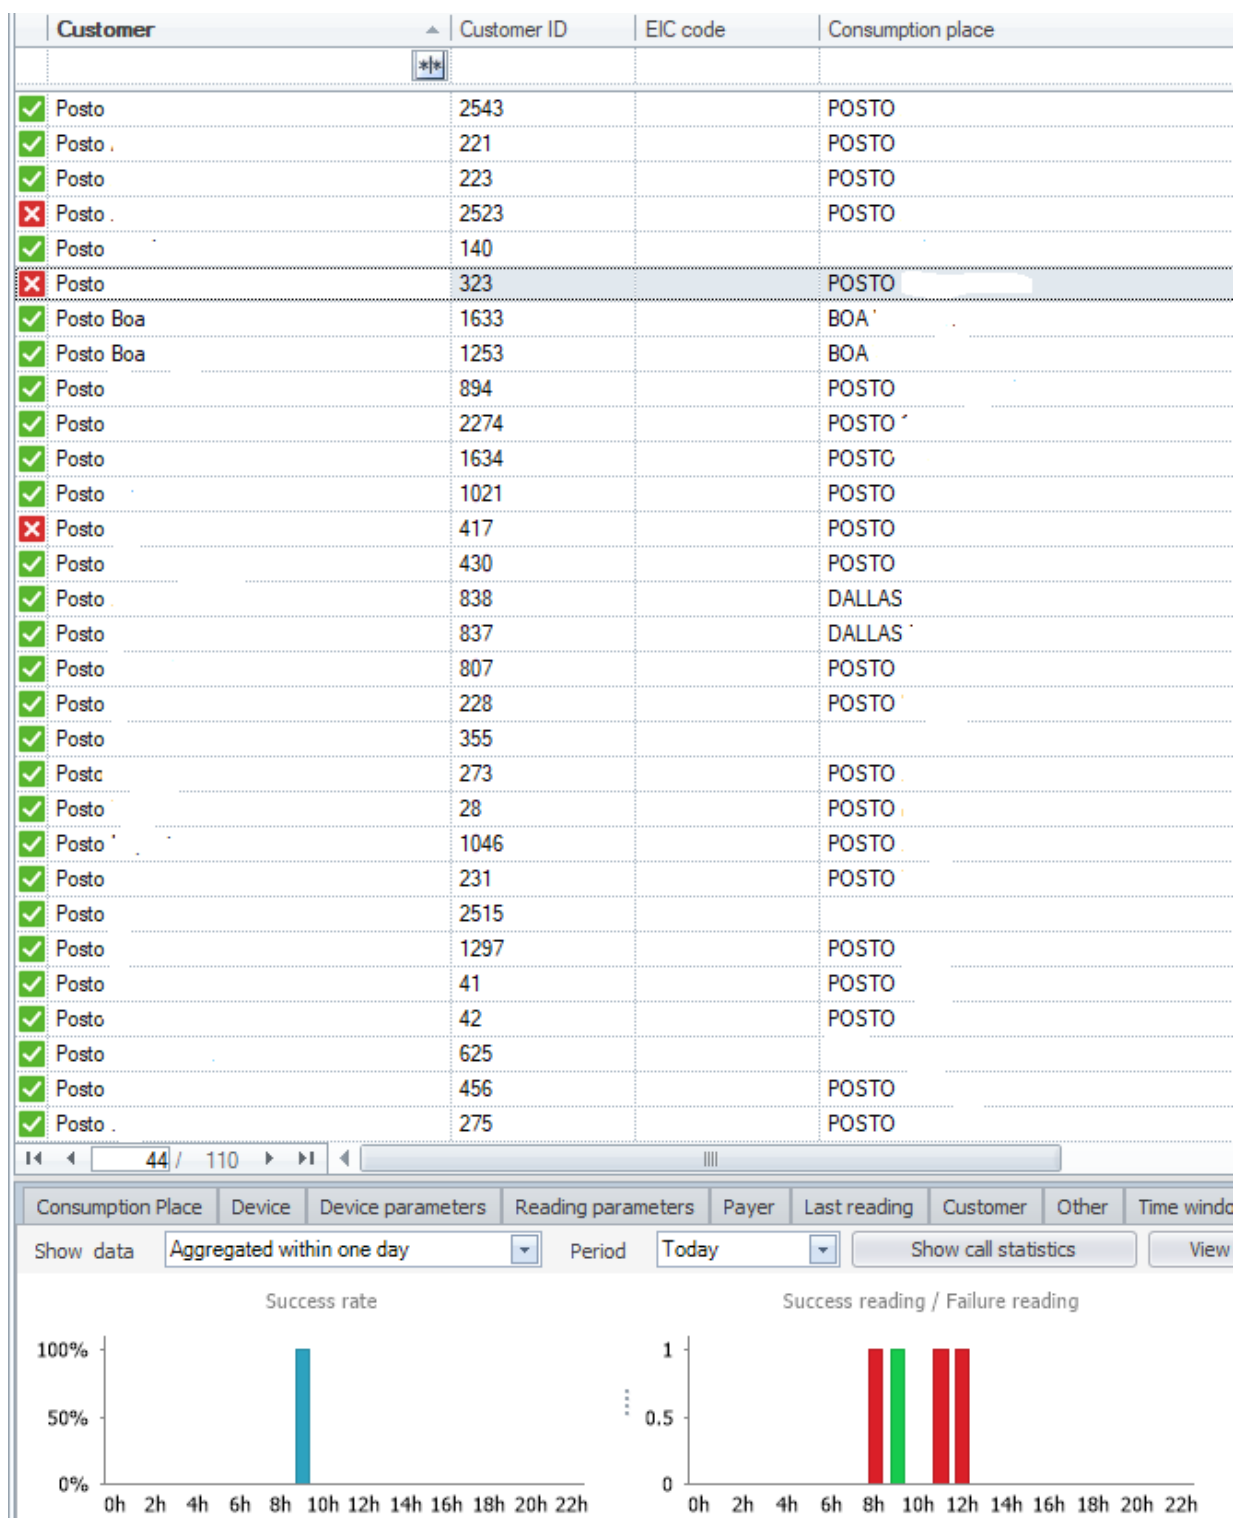 Customer Customer ID EIC code Consumption place
*|*
Posto 2543 POSTO
Posto 221 POSTO
Posto 223 POSTO
Posto 2523 POSTO
Posto 140
Posto 323 POSTO
Posto Boa 1633 BOA
Posto Boa 1253 BOA
Posto 894 POSTO
Posto 2274 POSTO
Posto 1634 POSTO
Posto 1021 POSTO
Posto 417 POSTO
Posto 430 POSTO
Posto 838 DALLAS
Posto 837 DALLAS
Posto 807 POSTO
Posto 228 POSTO
Posto 355
Posto 273 POSTO
Posto 28 POSTO
Posto 1046 POSTO
Posto 231 POSTO
Posto 2515
Posto 1297 POSTO
Posto 41 POSTO
Posto 42 POSTO
Posto 625
Posto 456 POSTO
Posto 275 POSTO
44 / 110
Consumption Place Device Device parameters Reading parameters Payer Last reading Customer Other Time windo
Show data Aggregated within one day Period Today Show call statistics View
Success rate Success reading / Failure reading
100% 1
50% 0.5
0% 0
0h 2h 4h 6h 8h 10h 12h 14h 16h 18h 20h 22h 0h 2h 4h 6h 8h 10h 12h 14h 16h 18h 20h 22h